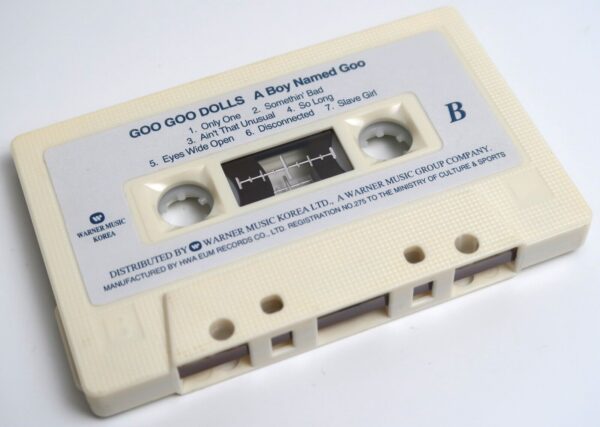 GOO GOO DOLLS A Boy Named Goo
1. Only One 2. Somethin' Bad
3. Ain't That Unusual 4. So Long
5. Eyes Wide Open 6. Disconnected 7. Slave Girl
B
WARNER MUSIC
KOREA
DISTRIBUTED BY WARNER MUSIC KOREA LTD., A WARNER MUSIC GROUP COMPANY.
MANUFACTURED BY HWA EUM RECORDS CO., LTD. REGISTRATION NO.275 TO THE MINISTRY OF CULTURE & SPORTS